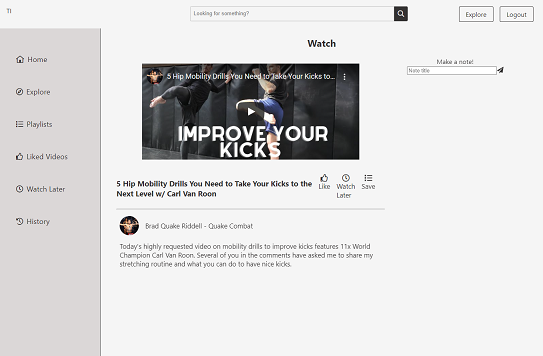 TI
Looking for something?
Explore
Logout
Home
Explore
Playlists
Liked Videos
Watch Later
History
Watch
5 Hip Mobility Drills You Need to Take Your Kicks to...
IMPROVE YOUR
KICKS
5 Hip Mobility Drills You Need to Take Your Kicks to the
Next Level w/ Carl Van Roon
Like
Watch
Later
Save
Brad Quake Riddell - Quake Combat
Today's highly requested video on mobility drills to improve kicks features 11x World
Champion Carl Van Roon. Several of you in the comments have asked me to share my
stretching routine and what you can do to have nice kicks.
Make a note!
Note title